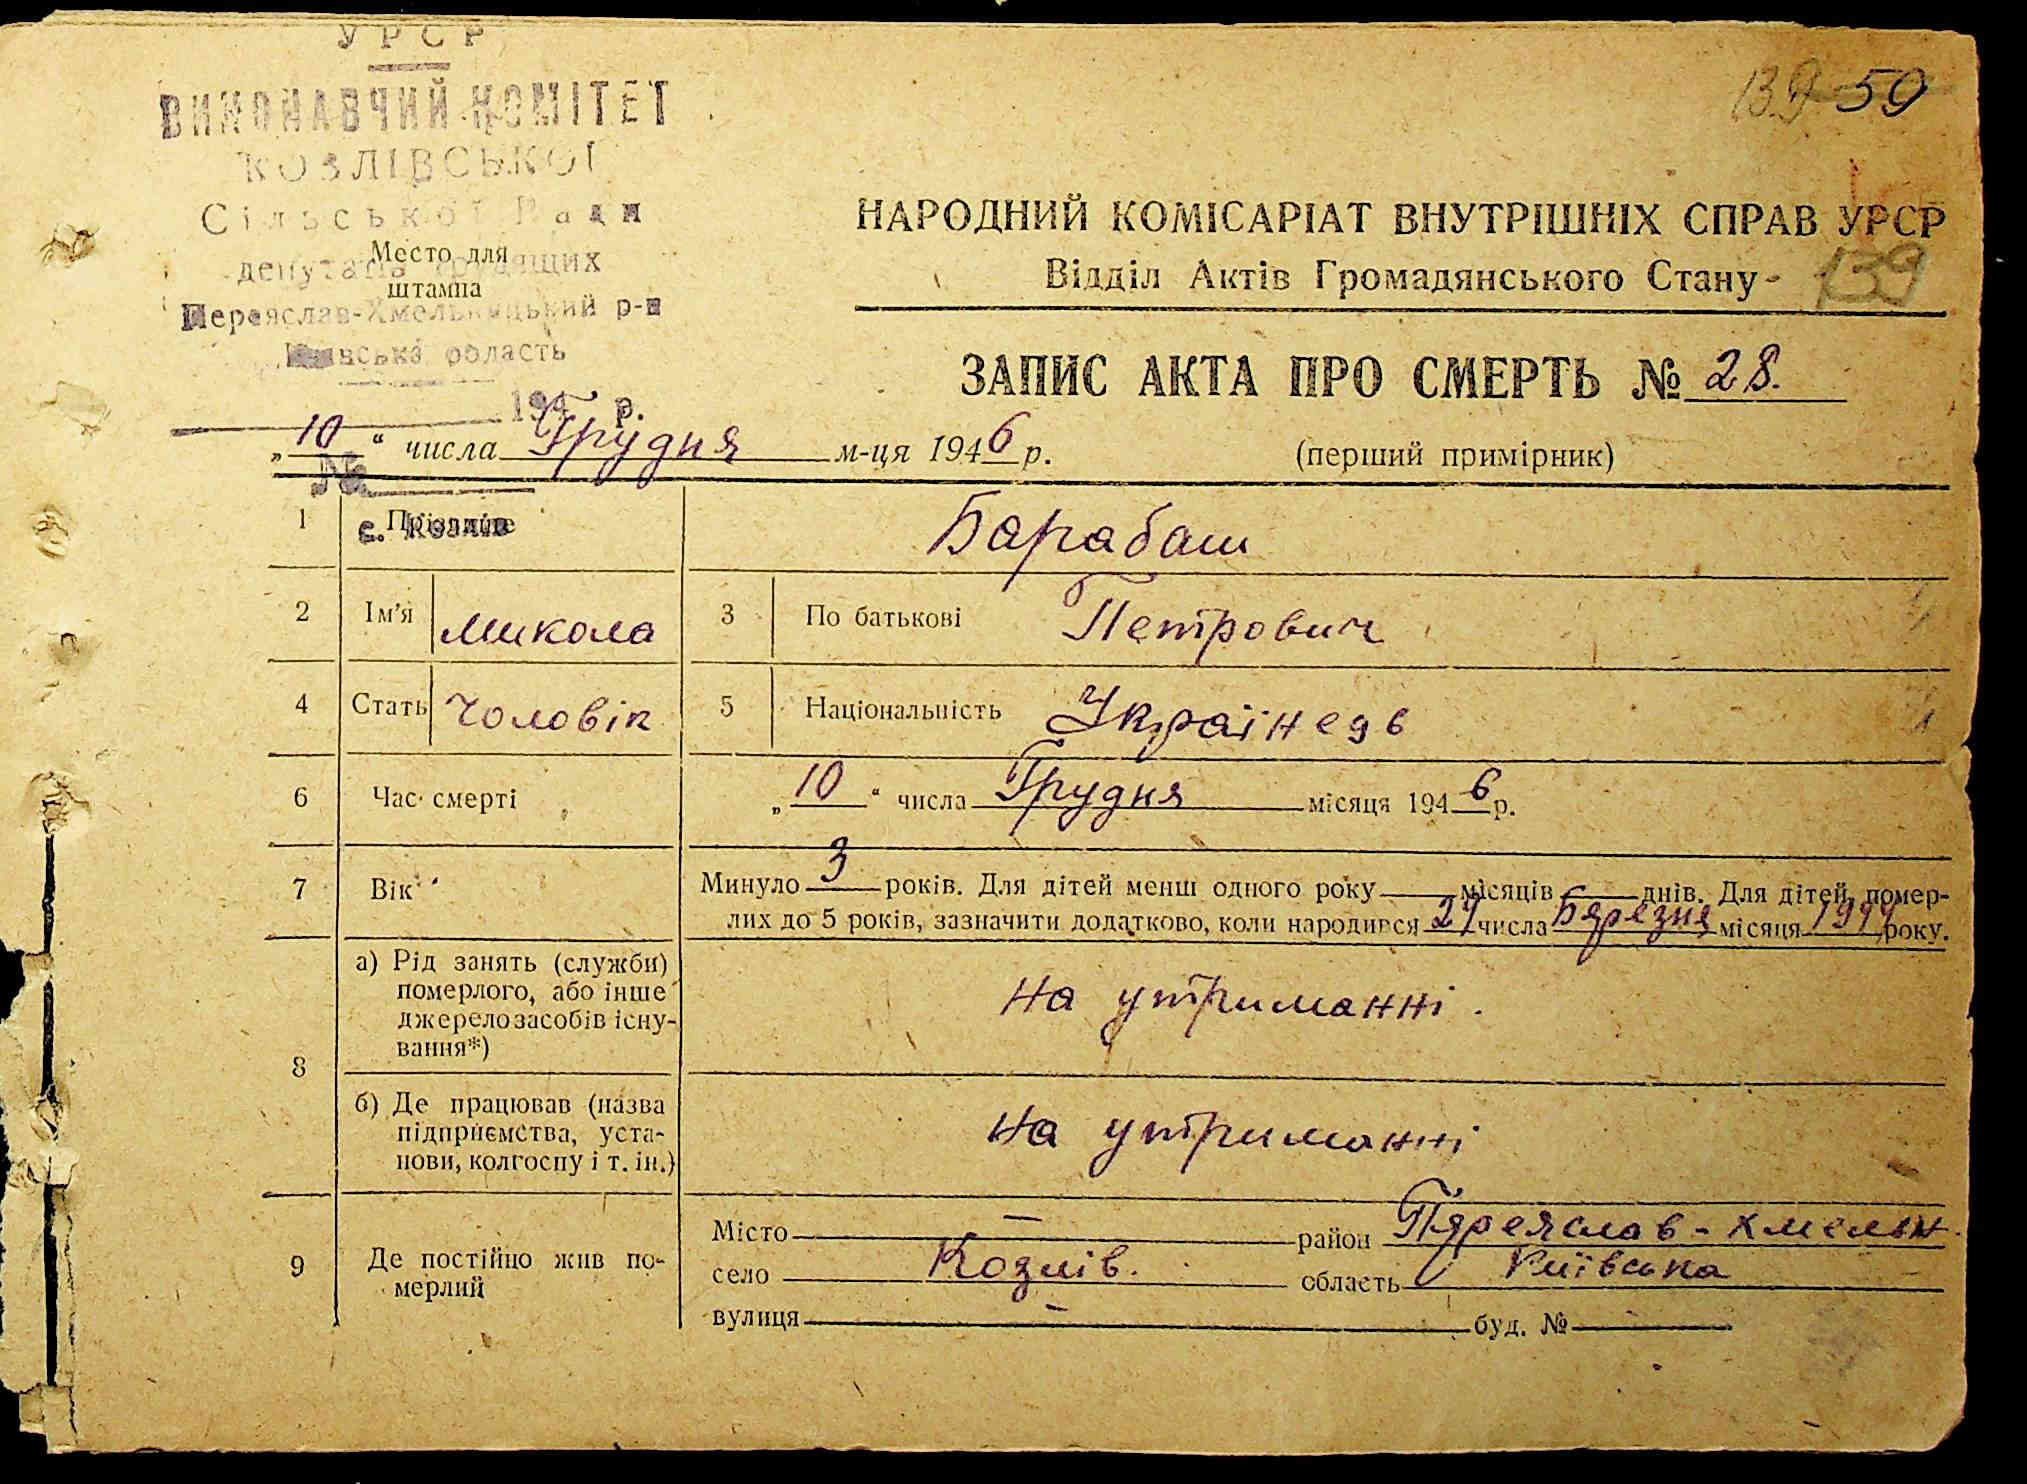 УРСР
ВИКОНАВЧИЙ КОМІТЕТ
КОЗЛІВСЬКОЇ
Сільської Ради
депутатів трудящих
Место для
штампа
Переяслав-Хмельницький р-н
Київська область
194 р.
№
с. Козлів
139 59
НАРОДНИЙ КОМІСАРІАТ ВНУТРІШНІХ СПРАВ УРСР
Відділ Актів Громадянського Стану
139
ЗАПИС АКТА ПРО СМЕРТЬ № 28.
„10“ числа Грудня м-ця 1946 р.
(перший примірник)
1 Прізвище Барабаш
2 Ім'я Микола 3 По батькові Петрович
4 Стать Чоловік 5 Національність Українець
6 Час смерті „10“ числа Грудня місяця 1946 р.
7 Вік Минуло 3 років. Для дітей менш одного року місяців днів. Для дітей, помер-
лих до 5 років, зазначити додатково, коли народився числа Бярезня місяця року.
8
а) Рід занять (служби)
померлого, або інше
джерело засобів існу-
вання*)
на утриманні.
б) Де працював (назва
підприємства, уста-
нови, колгоспу і т. ін.)
на утриманні
9 Де постійно жив по-
мерлий
Місто — район Пяреяслав-Хмельн.
село Козлів. область Київська
вулиця — буд. №